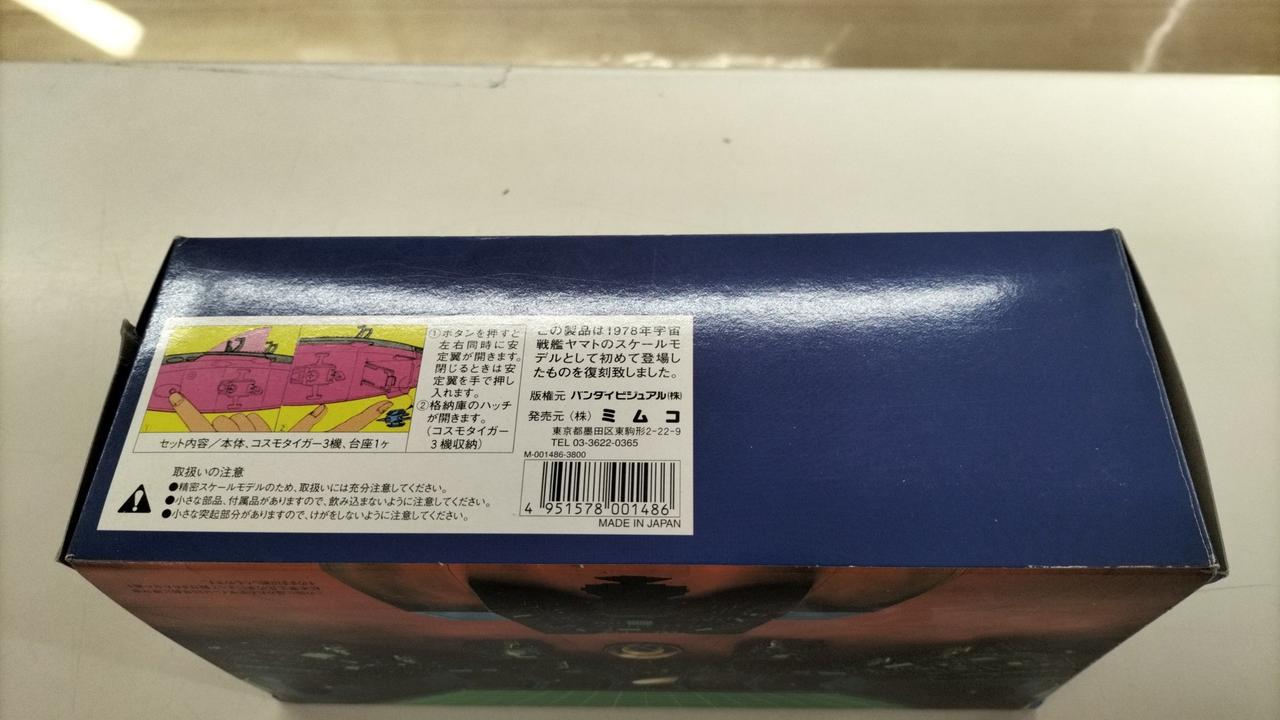 ①ボタンを押すと
左右同時に安
定翼が開きます。
閉じるときは安
定翼を手で押し
入れます。
②格納庫のハッチ
が開きます。
(コスモタイガー
3機収納)
この製品は1978年宇宙
戦艦ヤマトのスケールモ
デルとして初めて登場し
たものを復刻致しました。
版権元 バンダイビジュアル(株)
発売元 (株) ミムコ
東京都墨田区東駒形2-22-9
TEL 03-3622-0365
セット内容/本体、コスモタイガー3機、台座1ヶ
取扱いの注意
●精密スケールモデルのため、取扱いには充分注意してください。
●小さな部品、付属品がありますので、飲み込まないように注意してください。
●小さな突起部分がありますので、けがをしないように注意してください。
M-001486-3800
4 951578 001486
MADE IN JAPAN